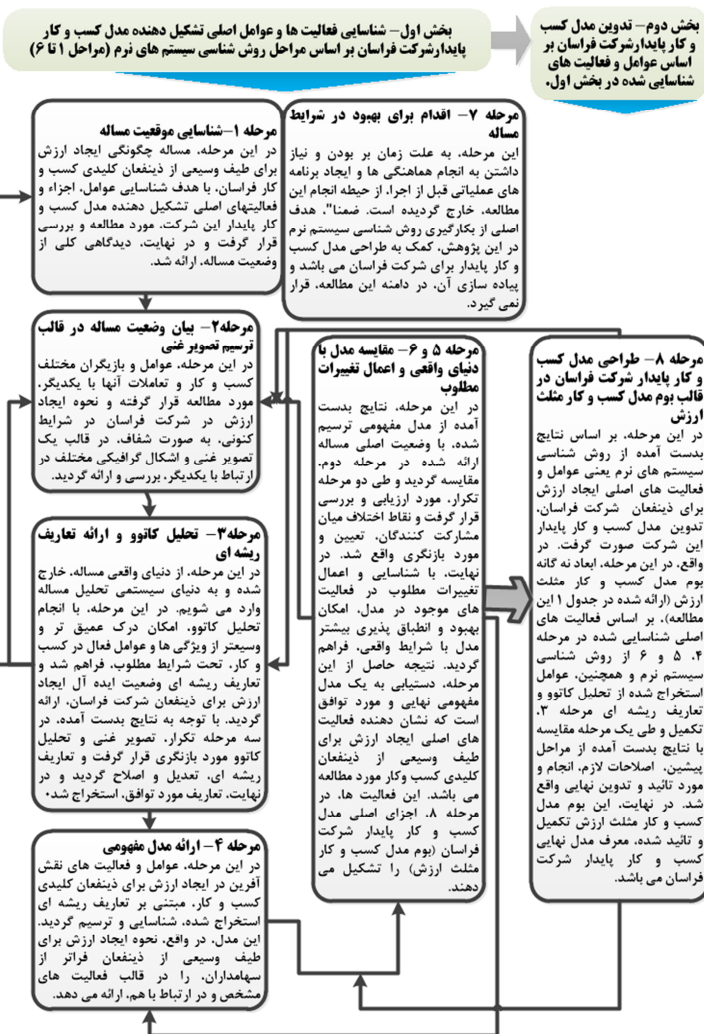 بخش اول– شناسایی فعالیت ها و عوامل اصلی تشکیل دهنده مدل کسب و کار
پایدارشرکت فراسان بر اساس مراحل روش شناسی سیستم های نرم (مراحل ۱ تا ۶)
بخش دوم– تدوین مدل کسب
و کار پایدارشرکت فراسان بر
اساس عوامل و فعالیت های
شناسایی شده در بخش اول.
مرحله ۱–شناسایی موقعیت مساله
در این مرحله، مساله چگونگی ایجاد ارزش
برای طیف وسیعی از ذینفعان کلیدی کسب و
کار فراسان، با هدف شناسایی عوامل، اجزاء و
فعالیتهای اصلی تشکیل دهنده مدل کسب و
کار پایدار این شرکت، مورد مطالعه و بررسی
قرار گرفت و در نهایت، دیدگاهی کلی از
وضعیت مساله، ارائه شد.
مرحله ۷– اقدام برای بهبود در شرایط
مساله
این مرحله، به علت زمان بر بودن و نیاز
داشتن به انجام هماهنگی ها و ایجاد برنامه
های عملیاتی قبل از اجرا، از حیطه انجام این
مطالعه، خارج گردیده است. ضمنا"، هدف
اصلی از بکارگیری روش شناسی سیستم نرم
در این پژوهش، کمک به طراحی مدل کسب
و کار پایدار برای شرکت فراسان می باشد و
پیاده سازی آن، در دامنه این مطالعه، قرار
نمی گیرد.
مرحله۲– بیان وضعیت مساله در قالب
ترسیم تصویر غنی
در این مرحله، عوامل و بازیگران مختلف
کسب و کار و تعاملات آنها با یکدیگر،
مورد مطالعه قرار گرفته و نحوه ایجاد
ارزش در شرکت فراسان در شرایط
کنونی، به صورت شفاف، در قالب یک
تصویر غنی و اشکال گرافیکی مختلف در
ارتباط با یکدیگر، بررسی و ارائه گردید.
مرحله۳– تحلیل کاتوو و ارائه تعاریف
ریشه ای
در این مرحله، از دنیای واقعی مساله، خارج
شده و به دنیای سیستمی تحلیل مساله
وارد می شویم. در این مرحله، با انجام
تحلیل کاتوو، امکان درک عمیق تر و
وسیعتر از ویژگی ها و عوامل فعال در کسب
و کار، تحت شرایط مطلوب، فراهم شد و
تعاریف ریشه ای وضعیت ایده آل ایجاد
ارزش برای ذینفعان شرکت فراسان، ارائه
گردید. با توجه به نتایج بدست آمده، در
سه مرحله تکرار، تصویر غنی و تحلیل
کاتوو مورد بازنگری قرار گرفت و تعاریف
ریشه ای، تعدیل و اصلاح گردید و در
نهایت، تعاریف مورد توافق، استخراج شد.
مرحله ۴– ارائه مدل مفهومی
در این مرحله، عوامل و فعالیت های نقش
آفرین در ایجاد ارزش برای ذینفعان کلیدی
کسب و کار، مبتنی بر تعاریف ریشه ای
استخراج شده، شناسایی و ترسیم گردید.
این مدل، در واقع، نحوه ایجاد ارزش برای
طیف وسیعی از ذینفعان فراتر از
سهامداران، را در قالب فعالیت های
مشخص و در ارتباط با هم، ارائه می دهد.
مرحله ۵ و ۶– مقایسه مدل با
دنیای واقعی و اعمال تغییرات
مطلوب
در این مرحله، نتایج بدست
آمده از مدل مفهومی ترسیم
شده، با وضعیت اصلی مساله
ارائه شده در مرحله دوم،
مقایسه گردید و طی دو مرحله
تکرار، مورد ارزیابی و بررسی
قرار گرفت و نقاط اختلاف میان
مشارکت کنندگان، تعیین و
مورد بازنگری واقع شد. در
نهایت، با شناسایی و اعمال
تغییرات مطلوب در فعالیت
های موجود در مدل، امکان
بهبود و انطباق پذیری بیشتر
مدل با شرایط واقعی، فراهم
گردید. نتیجه حاصل از این
مرحله، دستیابی به یک مدل
مفهومی نهایی و مورد توافق
است که نشان دهنده فعالیت
های اصلی ایجاد ارزش برای
طیف وسیعی از ذینفعان
کلیدی کسب وکار مورد مطالعه
می باشد. این فعالیت ها، در
مرحله ۸، اجزای اصلی مدل
کسب و کار پایدار شرکت
فراسان (بوم مدل کسب و کار
مثلث ارزش) را تشکیل می
دهند.
مرحله ۸– طراحی مدل کسب
و کار پایدار شرکت فراسان در
قالب بوم مدل کسب و کار مثلث
ارزش
در این مرحله، بر اساس نتایج
بدست آمده از روش شناسی
سیستم های نرم یعنی عوامل و
فعالیت های اصلی ایجاد ارزش
برای ذینفعان شرکت فراسان،
تدوین مدل کسب و کار پایدار
این شرکت صورت گرفت. در
واقع، در این مرحله، ابعاد نه گانه
بوم مدل کسب و کار مثلث
ارزش (ارائه شده در جدول ۱ این
مطالعه)، بر اساس فعالیت های
اصلی شناسایی شده در مرحله
۴، ۵ و ۶ از روش شناسی
سیستم نرم و همچنین، عوامل
استخراج شده از تحلیل کاتوو و
تعاریف ریشه ای مرحله ۳،
تکمیل و طی یک مرحله مقایسه
با نتایج بدست آمده از مراحل
پیشین، اصلاحات لازم، انجام و
مورد تائید و تدوین نهایی واقع
شد. در نهایت، این بوم مدل
کسب و کار مثلث ارزش تکمیل
و تائید شده، معرف مدل نهایی
کسب و کار پایدار شرکت
فراسان می باشد.